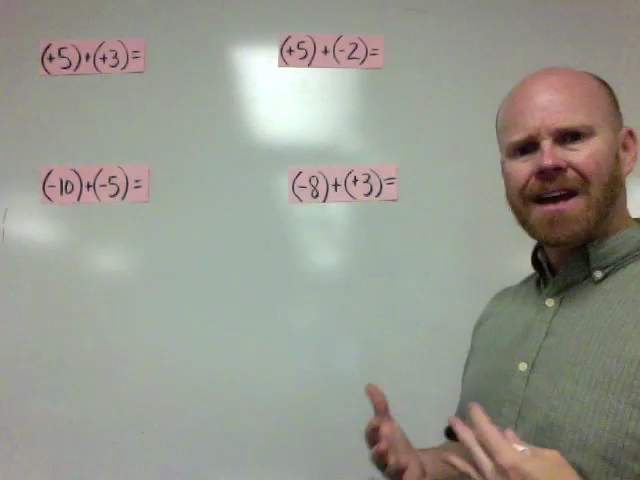 (+5)+(+3)=
(+5)+(-2)=
(-10)+(-5)=
(-8)+(+3)=